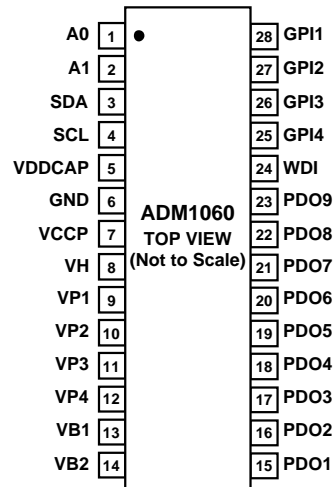 A0 1 28 GPI1
A1 2 27 GPI2
SDA 3 26 GPI3
SCL 4 25 GPI4
VDDCAP 5 24 WDI
GND 6 23 PDO9
VCCP 7 22 PDO8
VH 8 21 PDO7
VP1 9 20 PDO6
VP2 10 19 PDO5
VP3 11 18 PDO4
VP4 12 17 PDO3
VB1 13 16 PDO2
VB2 14 15 PDO1
ADM1060
TOP VIEW
(Not to Scale)